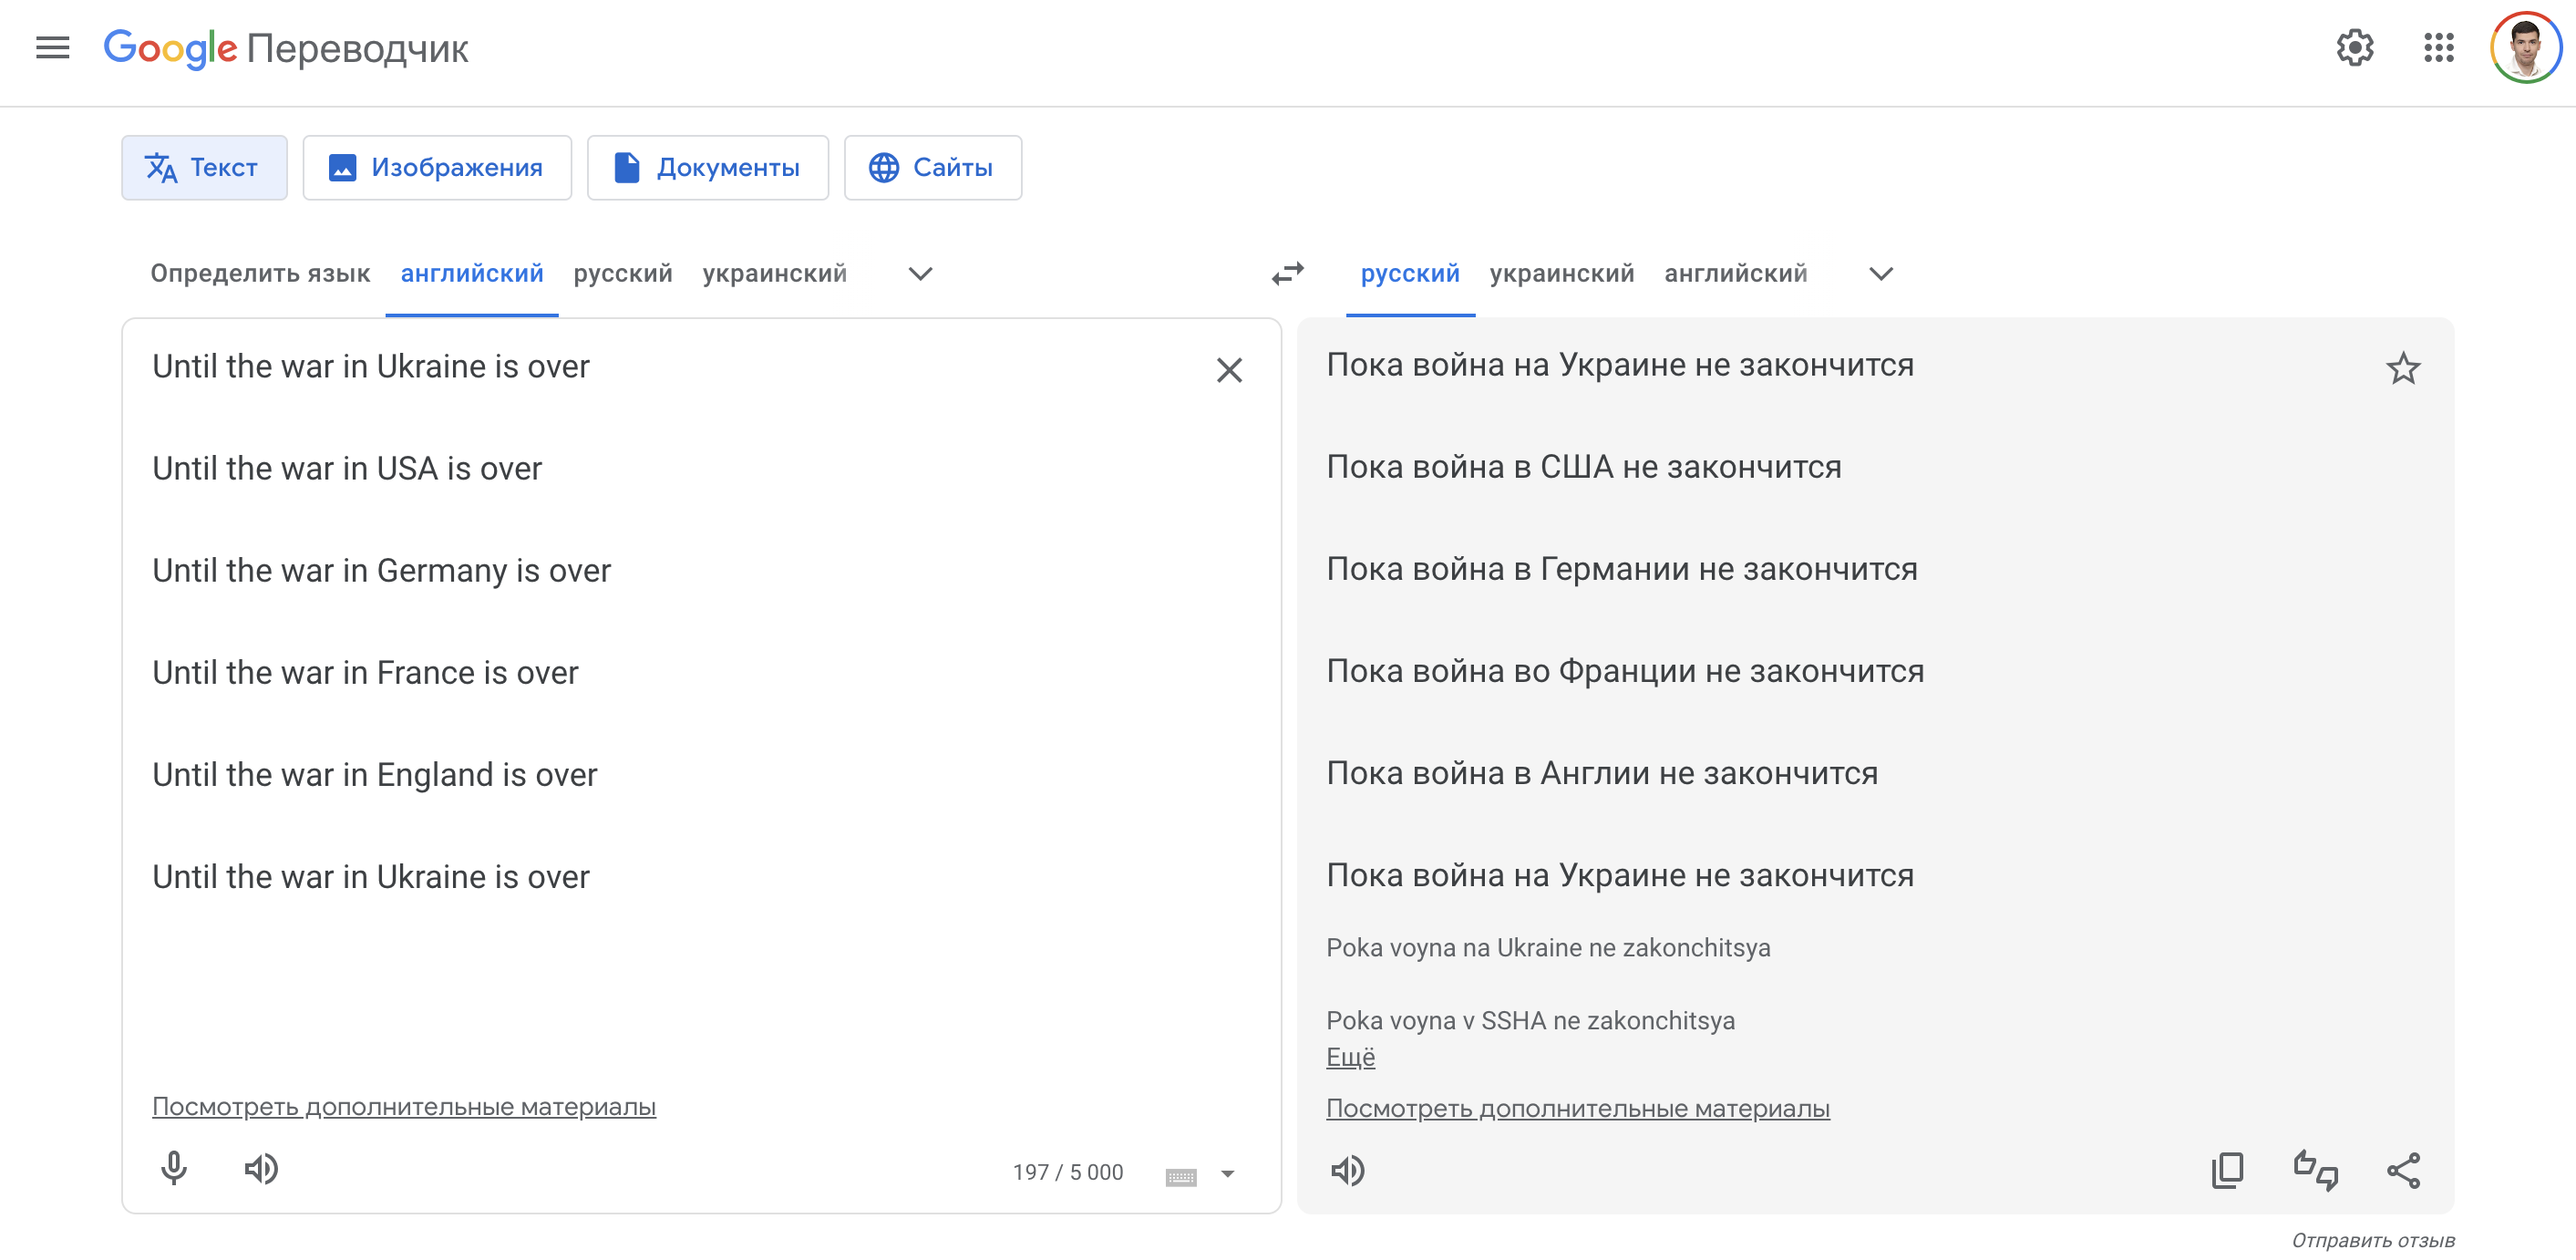 Google Переводчик
Текст
Изображения
Документы
Сайты
Определить язык
английский
русский
украинский
русский
украинский
английский
Until the war in Ukraine is over
Until the war in USA is over
Until the war in Germany is over
Until the war in France is over
Until the war in England is over
Until the war in Ukraine is over
Посмотреть дополнительные материалы
197 / 5 000
Пока война на Украине не закончится
Пока война в США не закончится
Пока война в Германии не закончится
Пока война во Франции не закончится
Пока война в Англии не закончится
Пока война на Украине не закончится
Poka voyna na Ukraine ne zakonchitsya
Poka voyna v SSHA ne zakonchitsya
Ещё
Посмотреть дополнительные материалы
Отправить отзыв